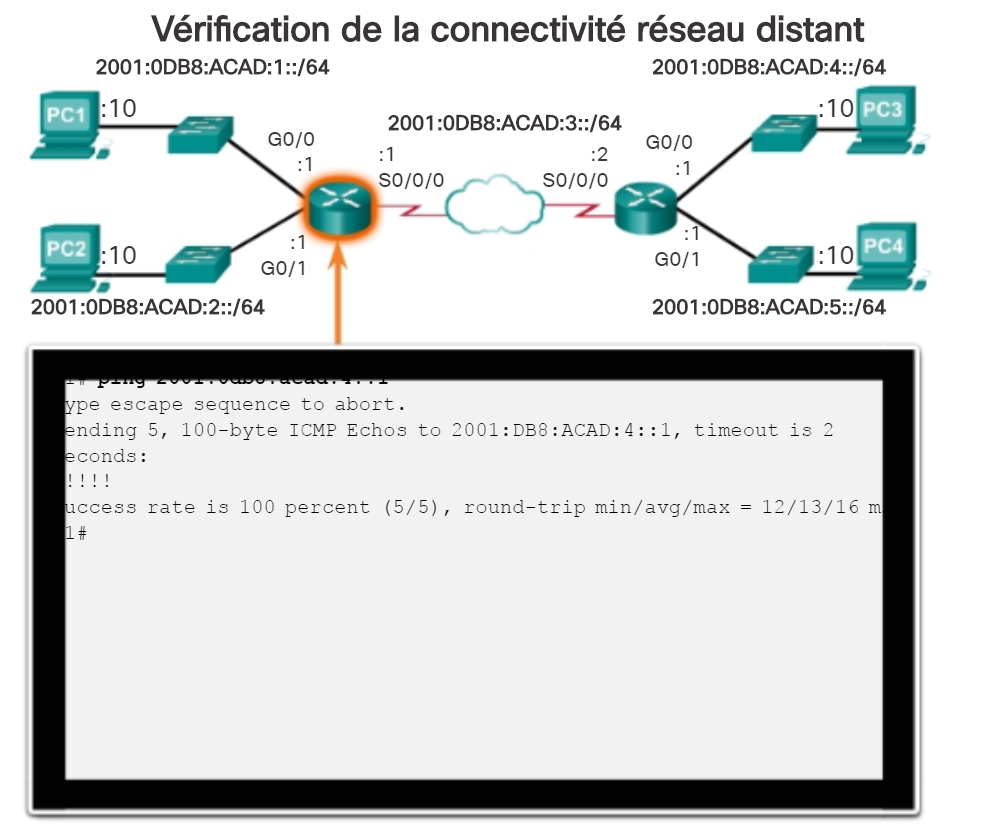 Vérification de la connectivité réseau distant
2001:0DB8:ACAD:1::/64
2001:0DB8:ACAD:4::/64
PC1
:10
:10
PC3
2001:0DB8:ACAD:3::/64
G0/0
:1
:1
S0/0/0
:2
S0/0/0
G0/0
:1
PC2
:10
:1
G0/1
:1
G0/1
:10
PC4
2001:0DB8:ACAD:2::/64
2001:0DB8:ACAD:5::/64
1# ping 2001:0db8:acad:4::1
ype escape sequence to abort.
ending 5, 100-byte ICMP Echos to 2001:DB8:ACAD:4::1, timeout is 2
econds:
!!!!
uccess rate is 100 percent (5/5), round-trip min/avg/max = 12/13/16 m
1#